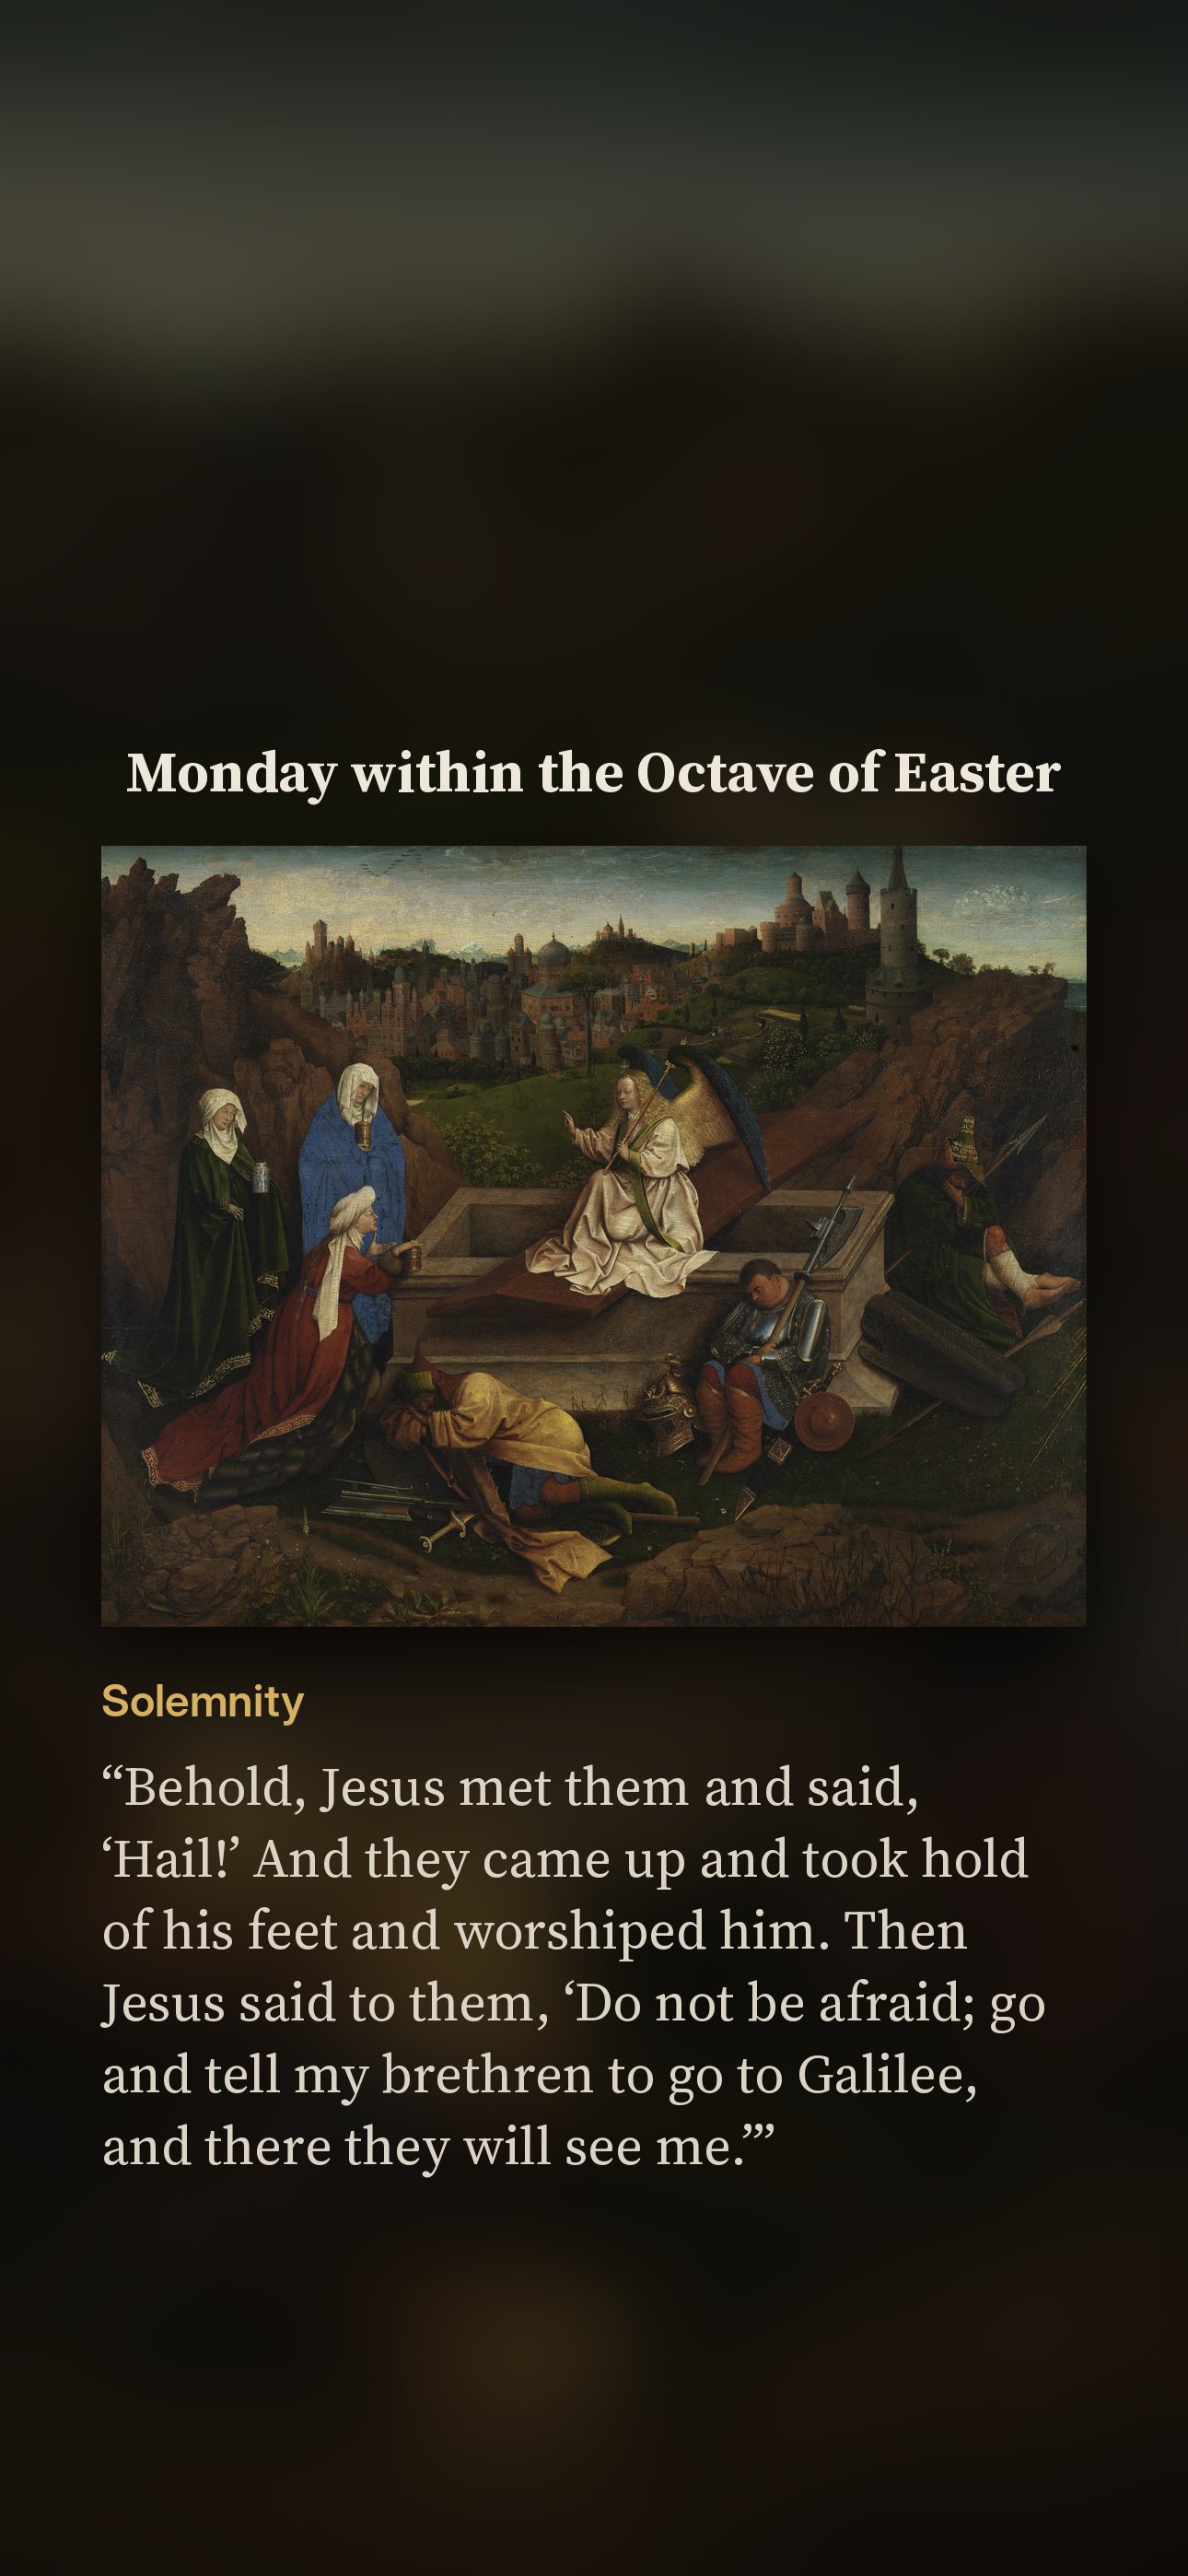 Monday within the Octave of Easter
Solemnity
“Behold, Jesus met them and said,
‘Hail!’ And they came up and took hold
of his feet and worshiped him. Then
Jesus said to them, ‘Do not be afraid; go
and tell my brethren to go to Galilee,
and there they will see me.’”